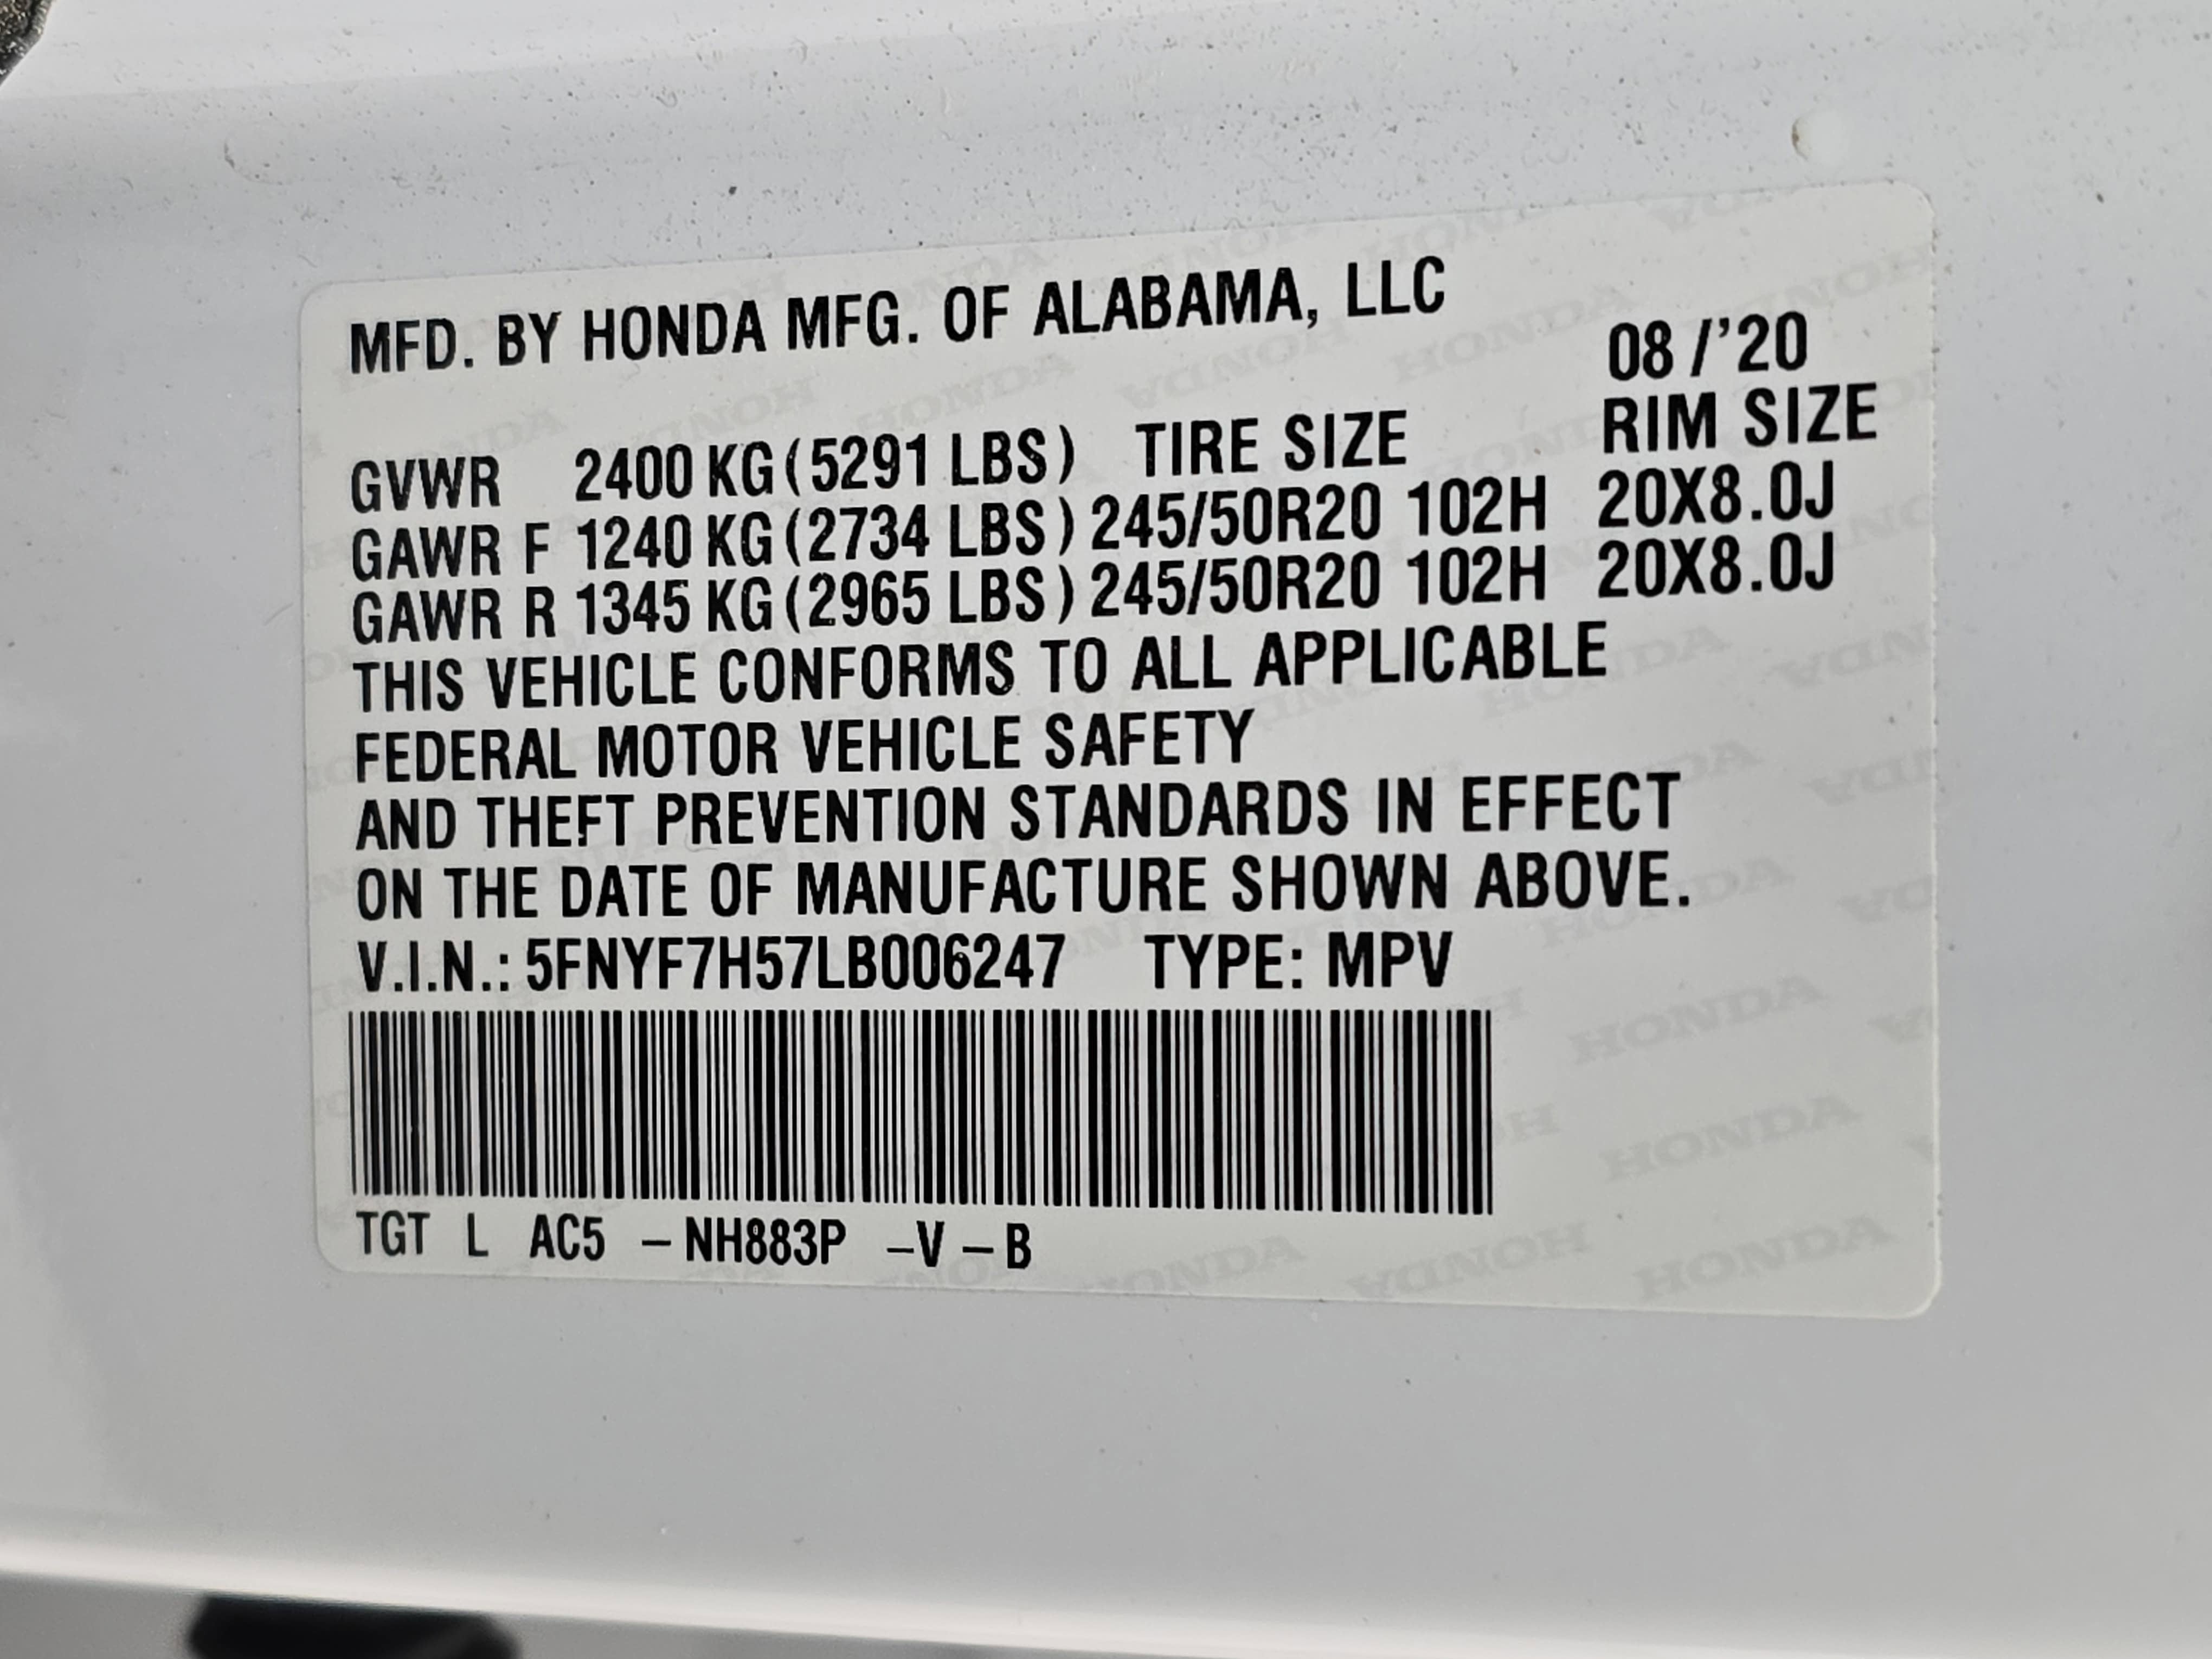 MFD. BY HONDA MFG. OF ALABAMA, LLC
08 /'20
GVWR 2400 KG (5291 LBS) TIRE SIZE RIM SIZE
GAWR F 1240 KG (2734 LBS) 245/50R20 102H 20X8.0J
GAWR R 1345 KG (2965 LBS) 245/50R20 102H 20X8.0J
THIS VEHICLE CONFORMS TO ALL APPLICABLE
FEDERAL MOTOR VEHICLE SAFETY
AND THEFT PREVENTION STANDARDS IN EFFECT
ON THE DATE OF MANUFACTURE SHOWN ABOVE.
V.I.N.: 5FNYF7H57LB006247 TYPE: MPV
TGT L AC5 – NH883P –V – B